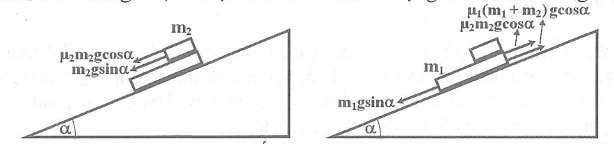 m₂
μ₂m₂gcosα
m₂gsinα
α
μ₁(m₁ + m₂) gcosα
μ₂m₂gcosα
m₁
m₁gsinα
α